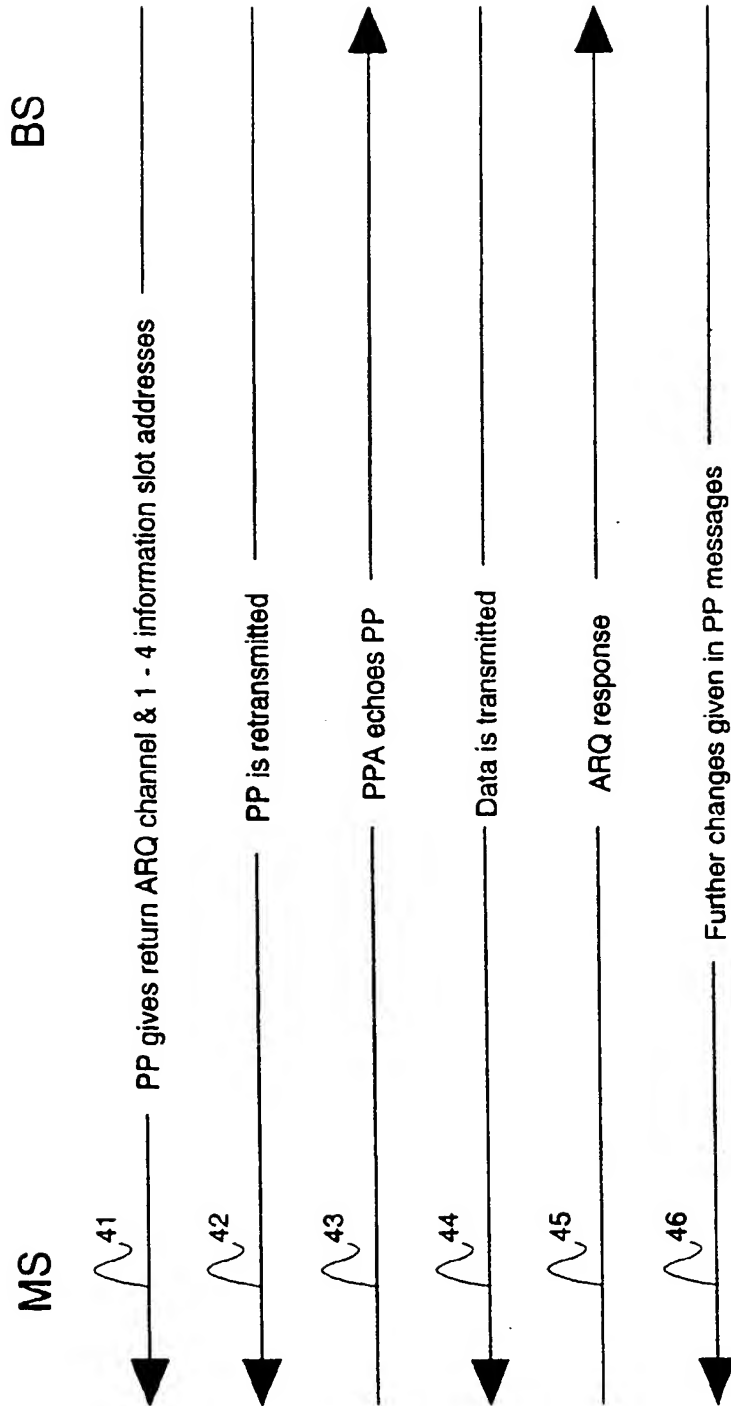 MS BS
41
PP gives return ARQ channel & 1 - 4 information slot addresses
42
PP is retransmitted
43
PPA echoes PP
44
Data is transmitted
45
ARQ response
46
Further changes given in PP messages